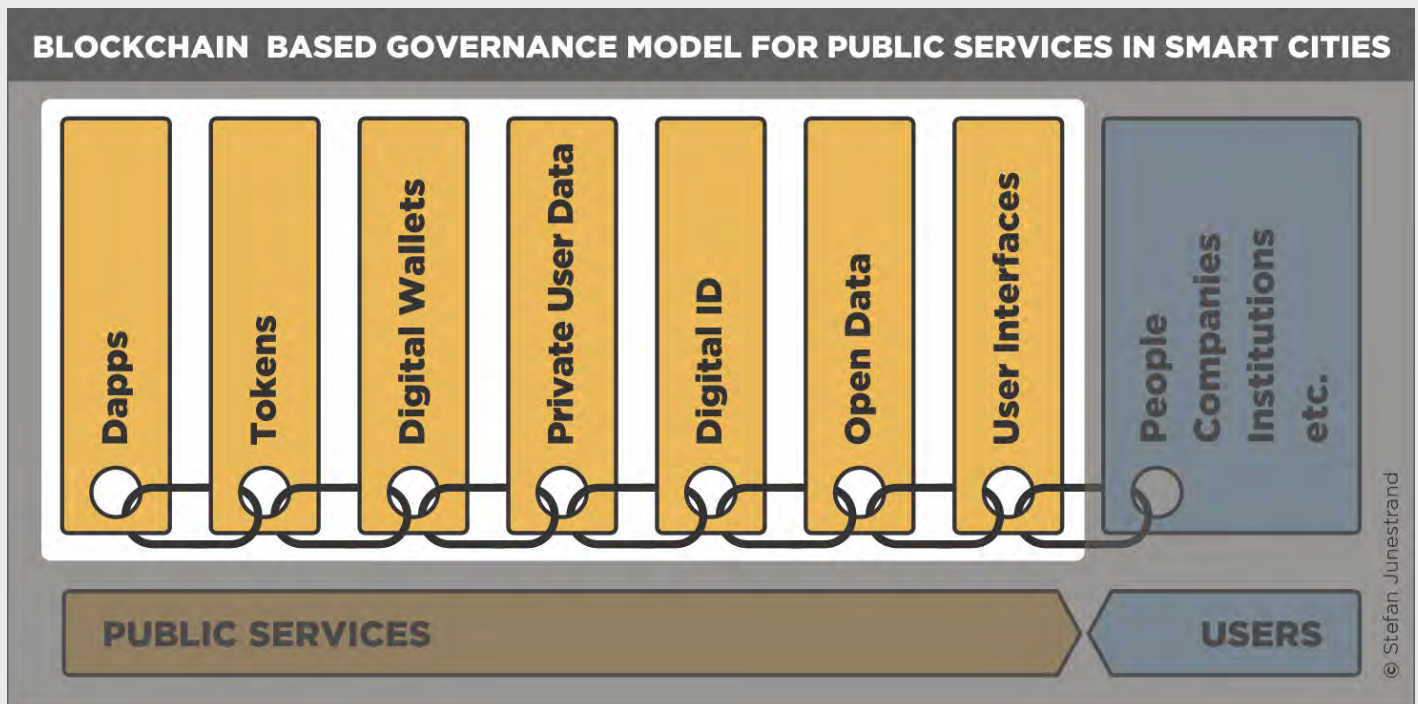 BLOCKCHAIN BASED GOVERNANCE MODEL FOR PUBLIC SERVICES IN SMART CITIES
Dapps
Tokens
Digital Wallets
Private User Data
Digital ID
Open Data
User Interfaces
People
Companies
Institutions
etc.
PUBLIC SERVICES
USERS
© Stefan Junestrand